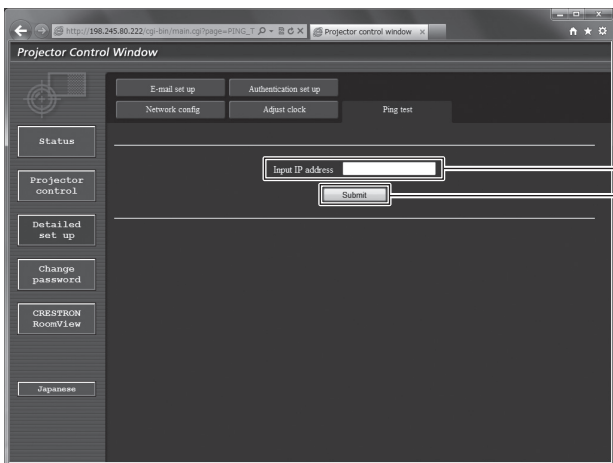 http://198.245.80.222/cgi-bin/main.cgi?page=PING_T
Projector control window
Projector Control Window
E-mail set up
Authentication set up
Network config
Adjust clock
Ping test
Status
Input IP address
Submit
Projector
control
Detailed
set up
Change
password
CRESTRON
RoomView
Japanese